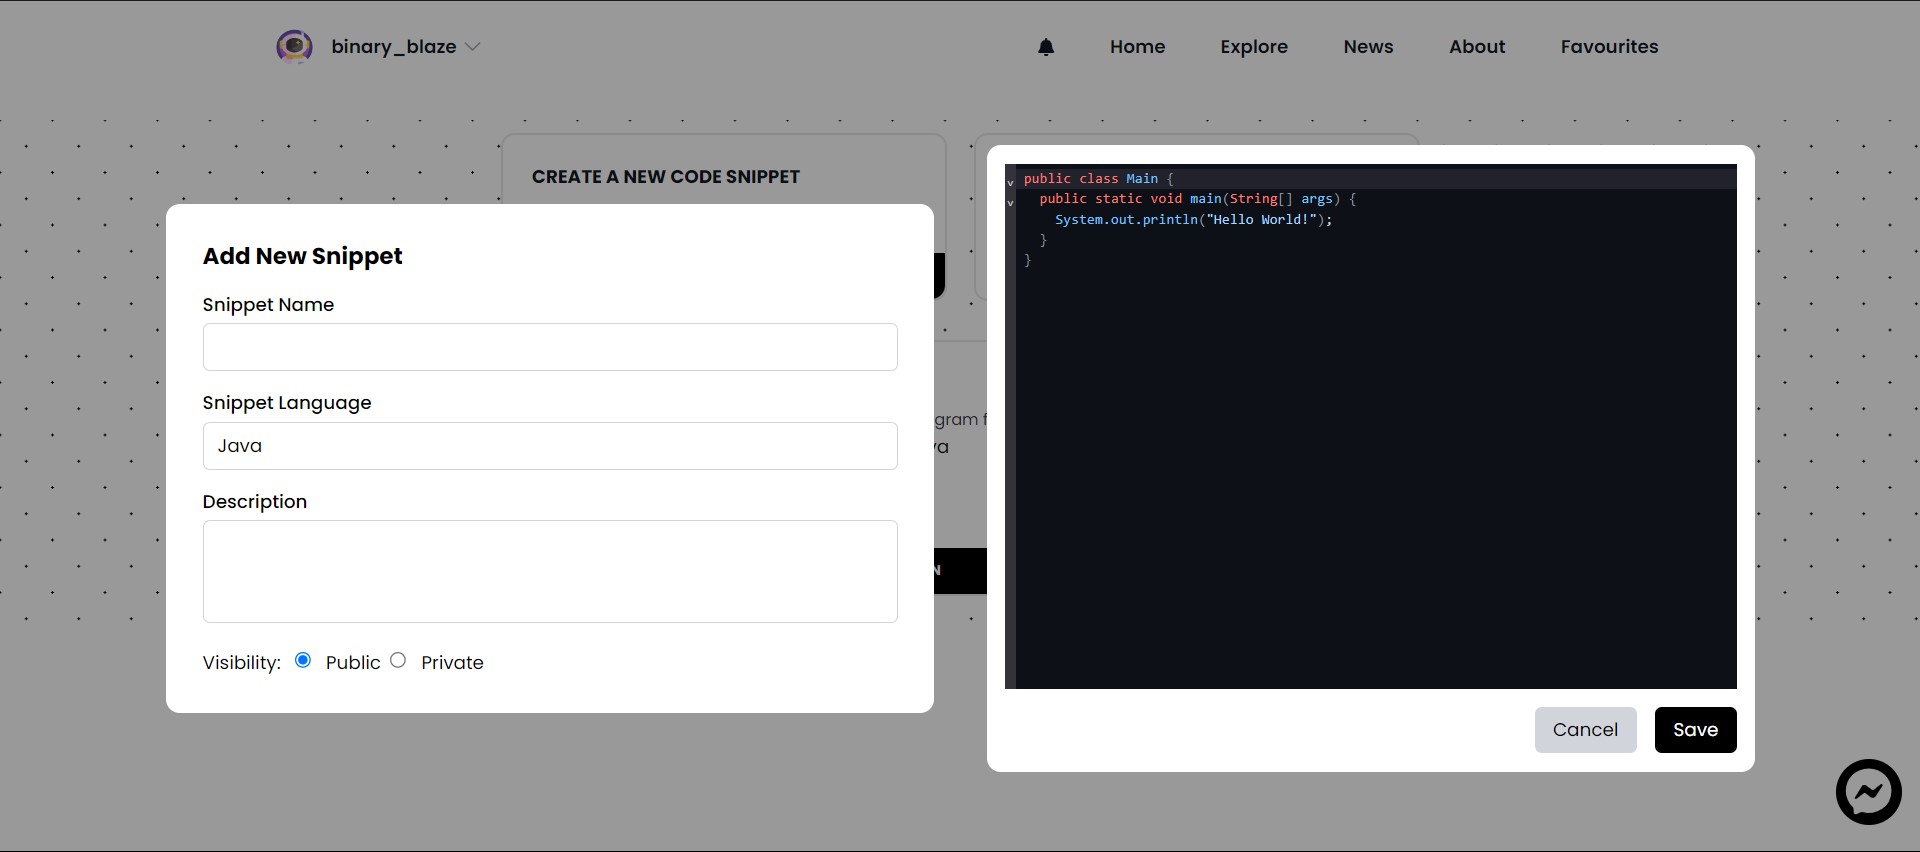 binary_blaze
Home Explore News About Favourites
CREATE A NEW CODE SNIPPET
Add New Snippet
Snippet Name
Snippet Language
Java
Description
Visibility: Public Private
gram
public class Main {
public static void main(String[] args) {
System.out.println("Hello World!");
}
}
Cancel Save